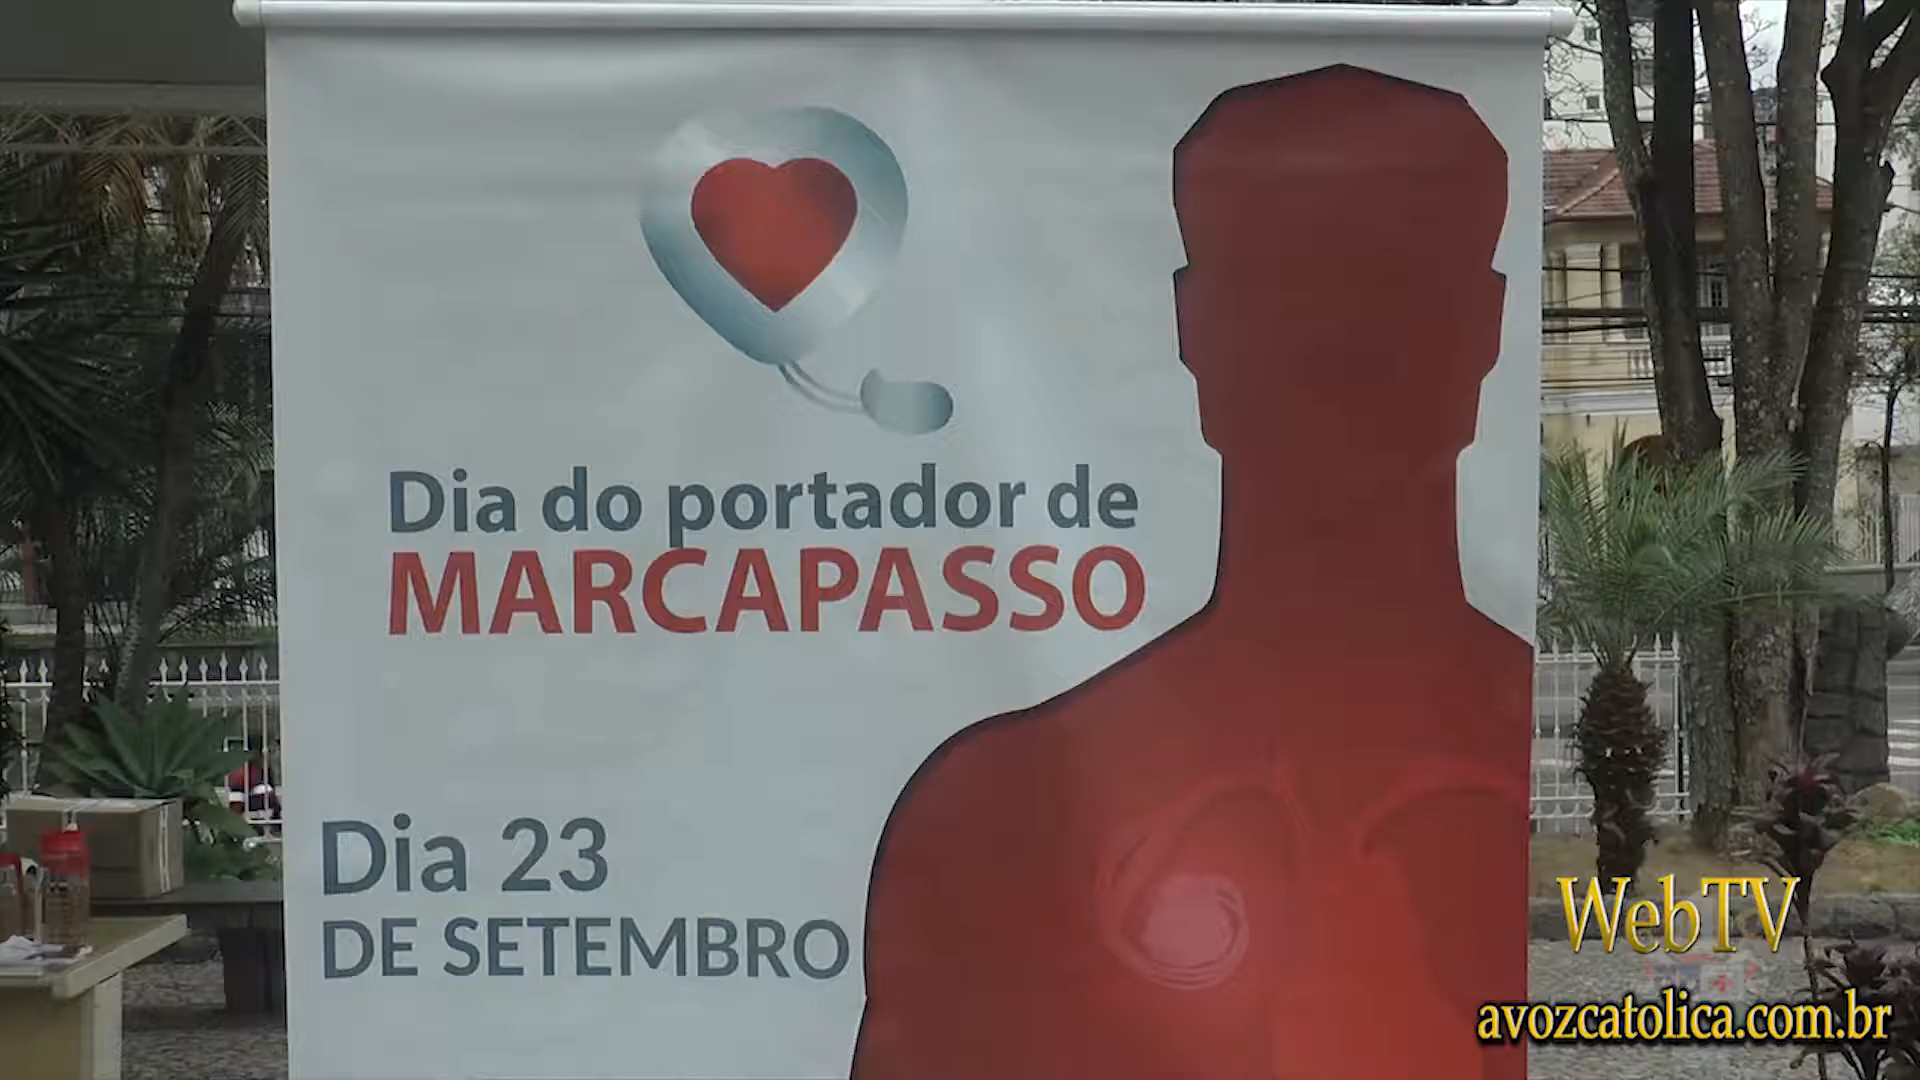 Dia do portador de
MARCAPASSO
Dia 23
DE SETEMBRO
WebTV
avozcatolica.com.br